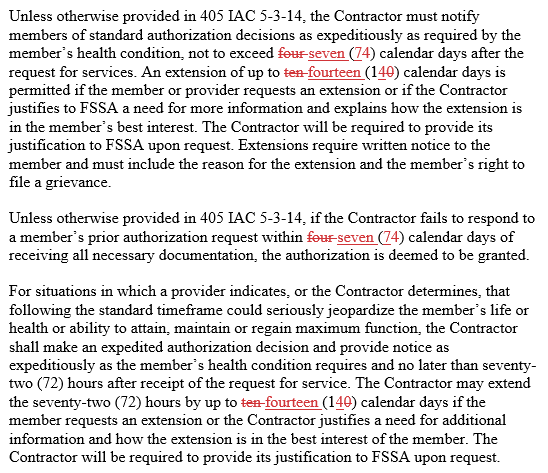 Unless otherwise provided in 405 IAC 5-3-14, the Contractor must notify
members of standard authorization decisions as expeditiously as required by the
member’s health condition, not to exceed four seven (74) calendar days after the
request for services. An extension of up to ten fourteen (140) calendar days is
permitted if the member or provider requests an extension or if the Contractor
justifies to FSSA a need for more information and explains how the extension is
in the member’s best interest. The Contractor will be required to provide its
justification to FSSA upon request. Extensions require written notice to the
member and must include the reason for the extension and the member’s right to
file a grievance.
Unless otherwise provided in 405 IAC 5-3-14, if the Contractor fails to respond to
a member’s prior authorization request within four seven (74) calendar days of
receiving all necessary documentation, the authorization is deemed to be granted.
For situations in which a provider indicates, or the Contractor determines, that
following the standard timeframe could seriously jeopardize the member’s life or
health or ability to attain, maintain or regain maximum function, the Contractor
shall make an expedited authorization decision and provide notice as
expeditiously as the member’s health condition requires and no later than seventy-
two (72) hours after receipt of the request for service. The Contractor may extend
the seventy-two (72) hours by up to ten fourteen (140) calendar days if the
member requests an extension or the Contractor justifies a need for additional
information and how the extension is in the best interest of the member. The
Contractor will be required to provide its justification to FSSA upon request.